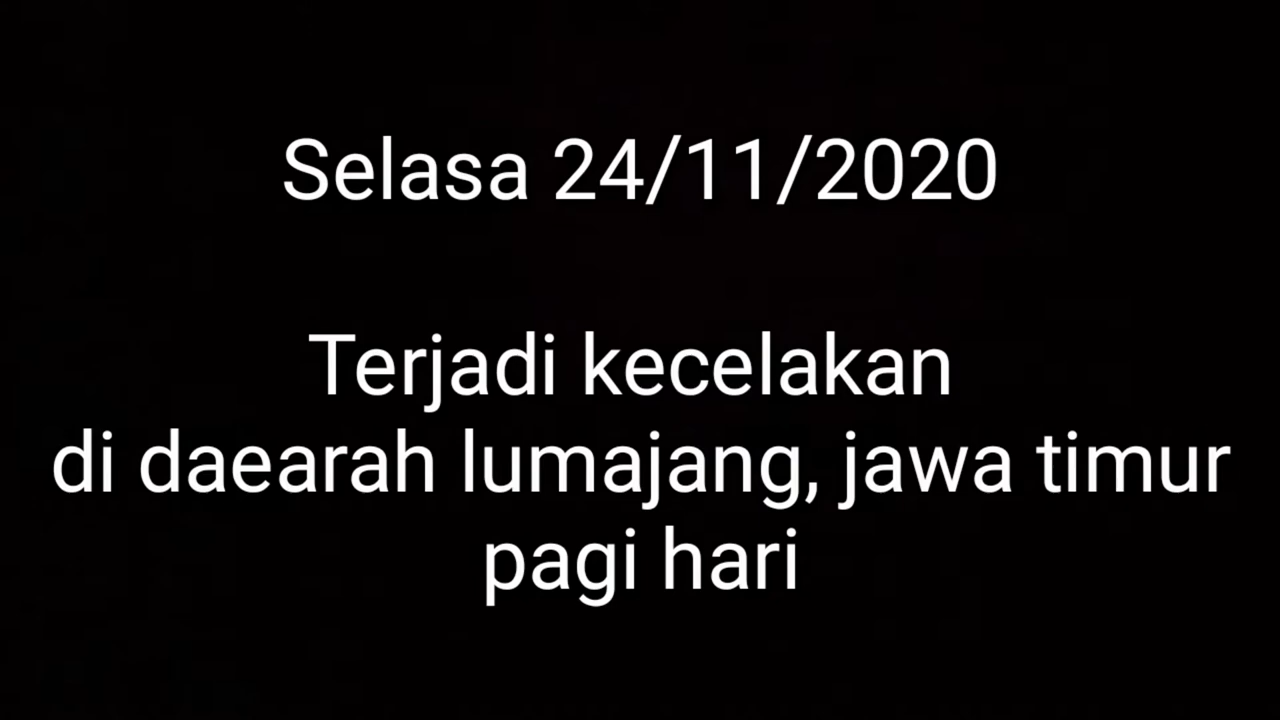 Selasa 24/11/2020
Terjadi kecelakan
di daearah lumajang, jawa timur
pagi hari